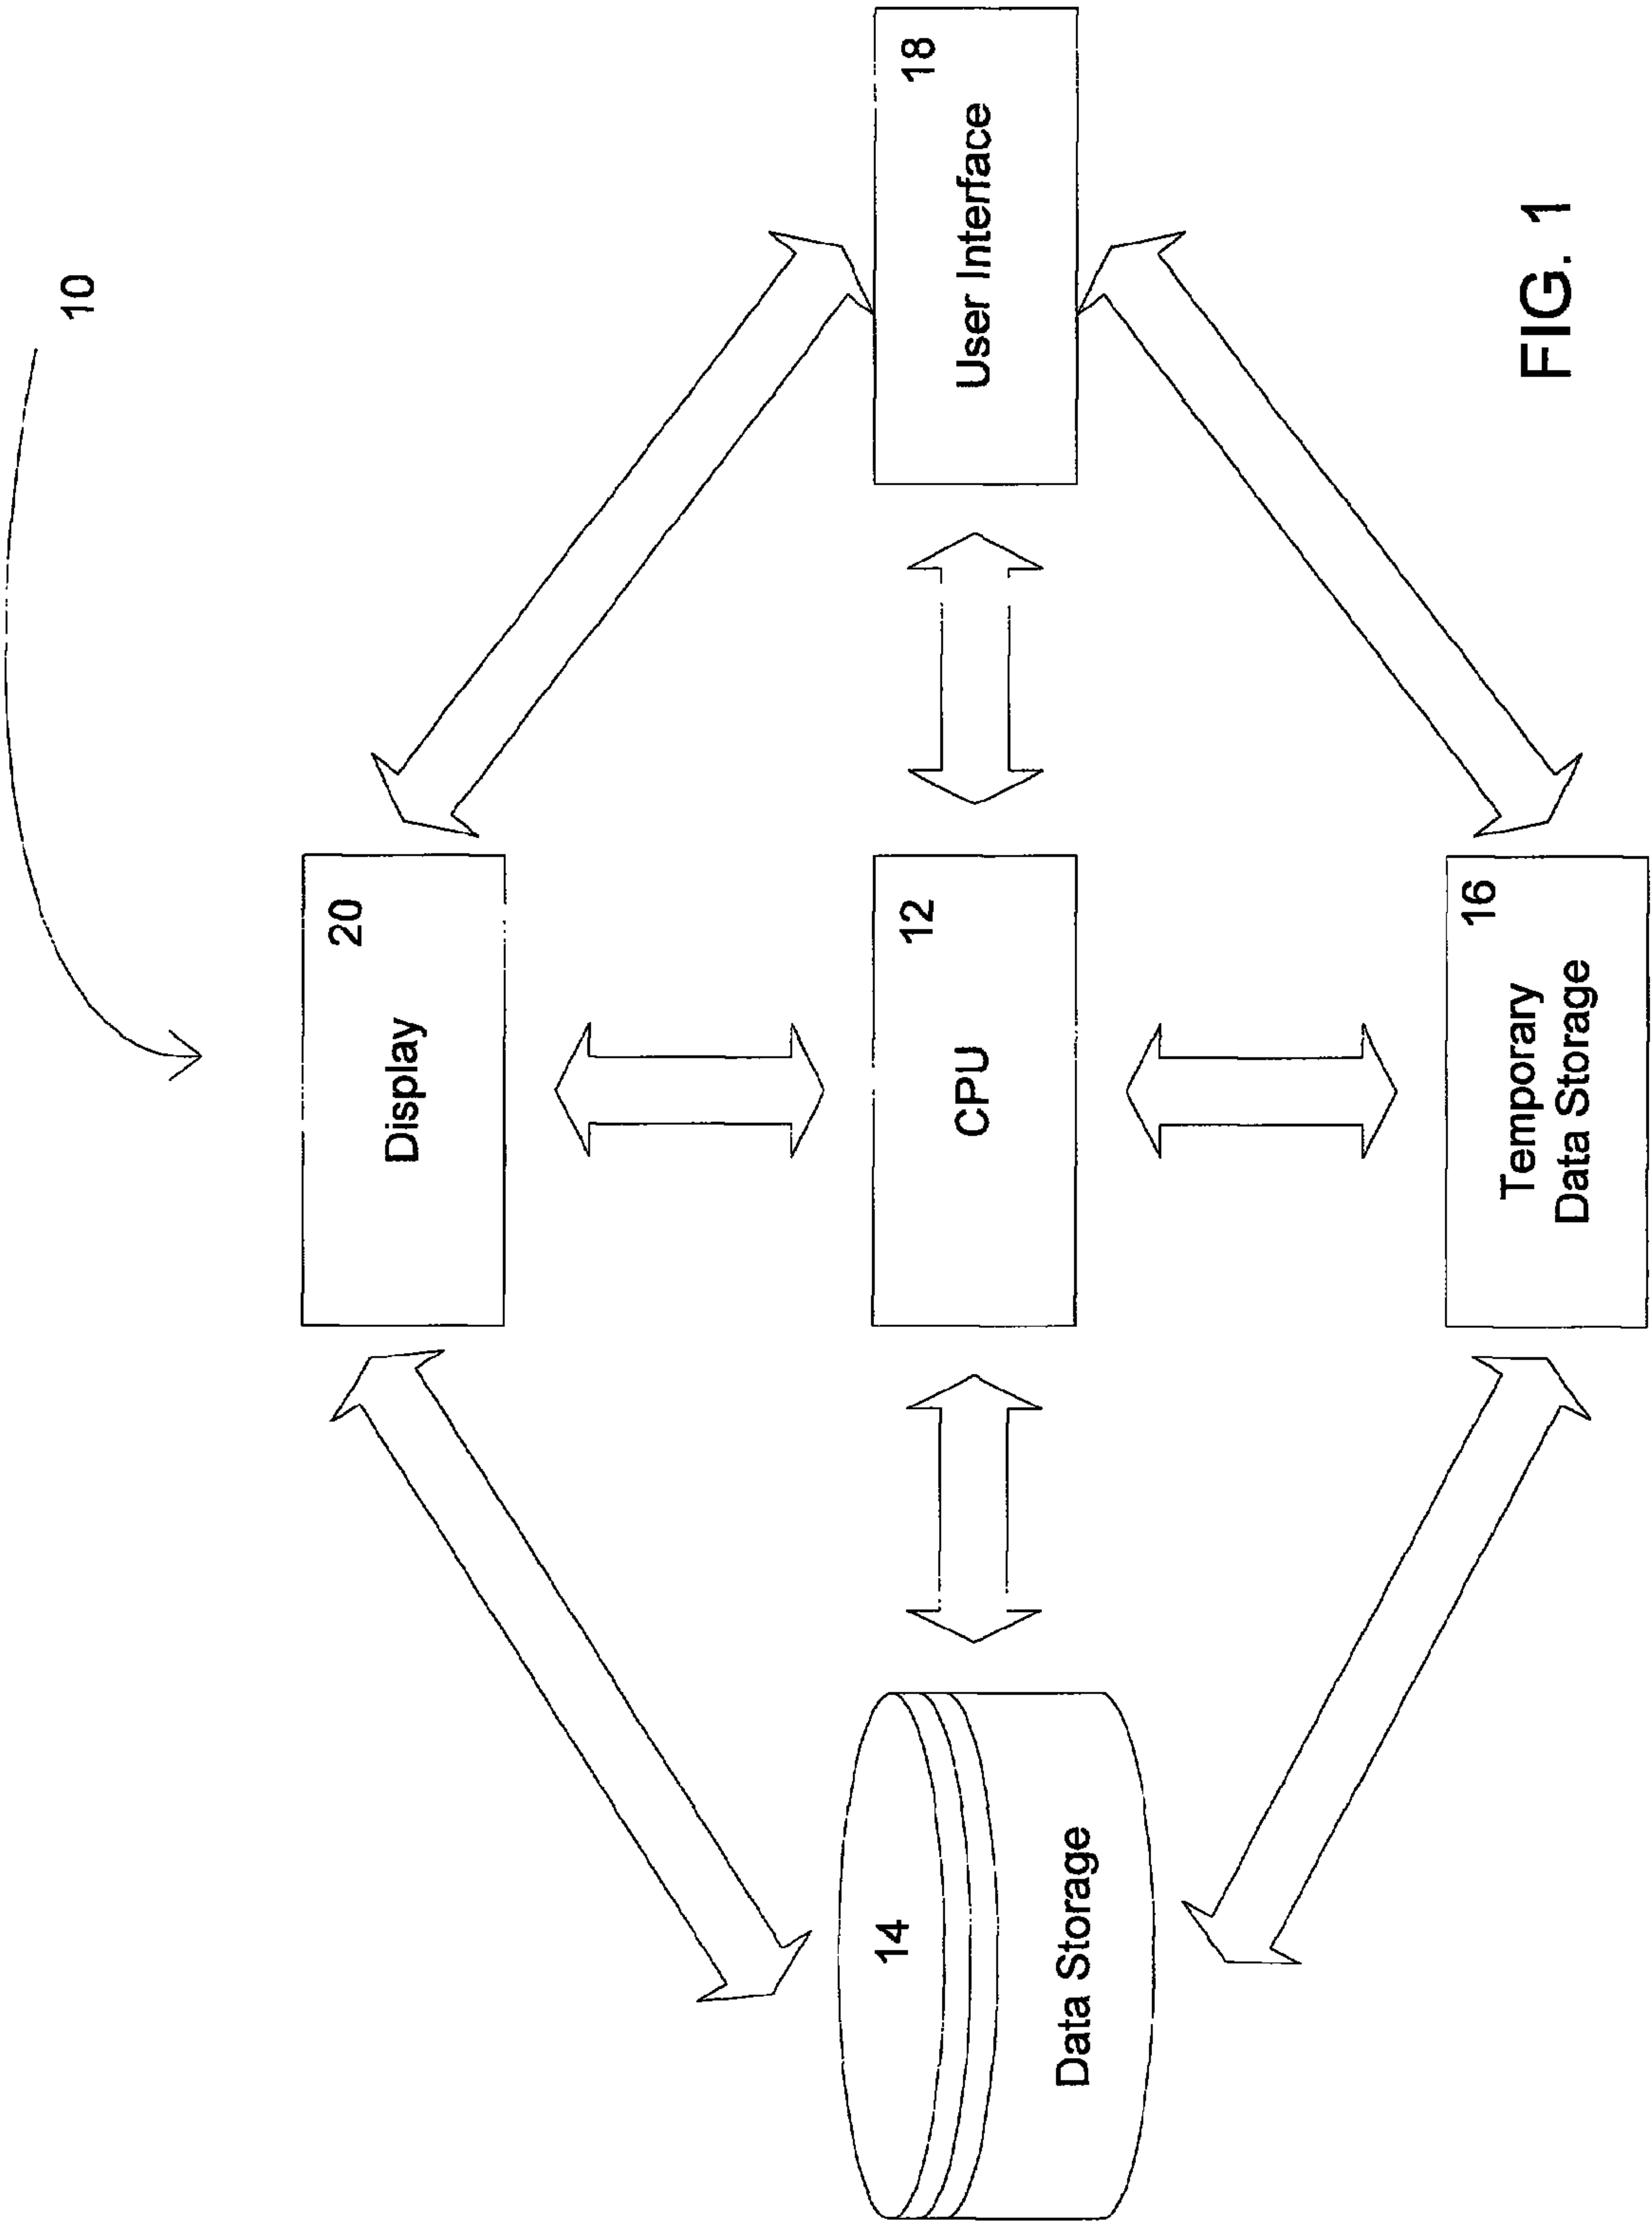 10
20
Display
14
Data Storage
12
CPU
18
User Interface
16
Temporary
Data Storage
FIG. 1